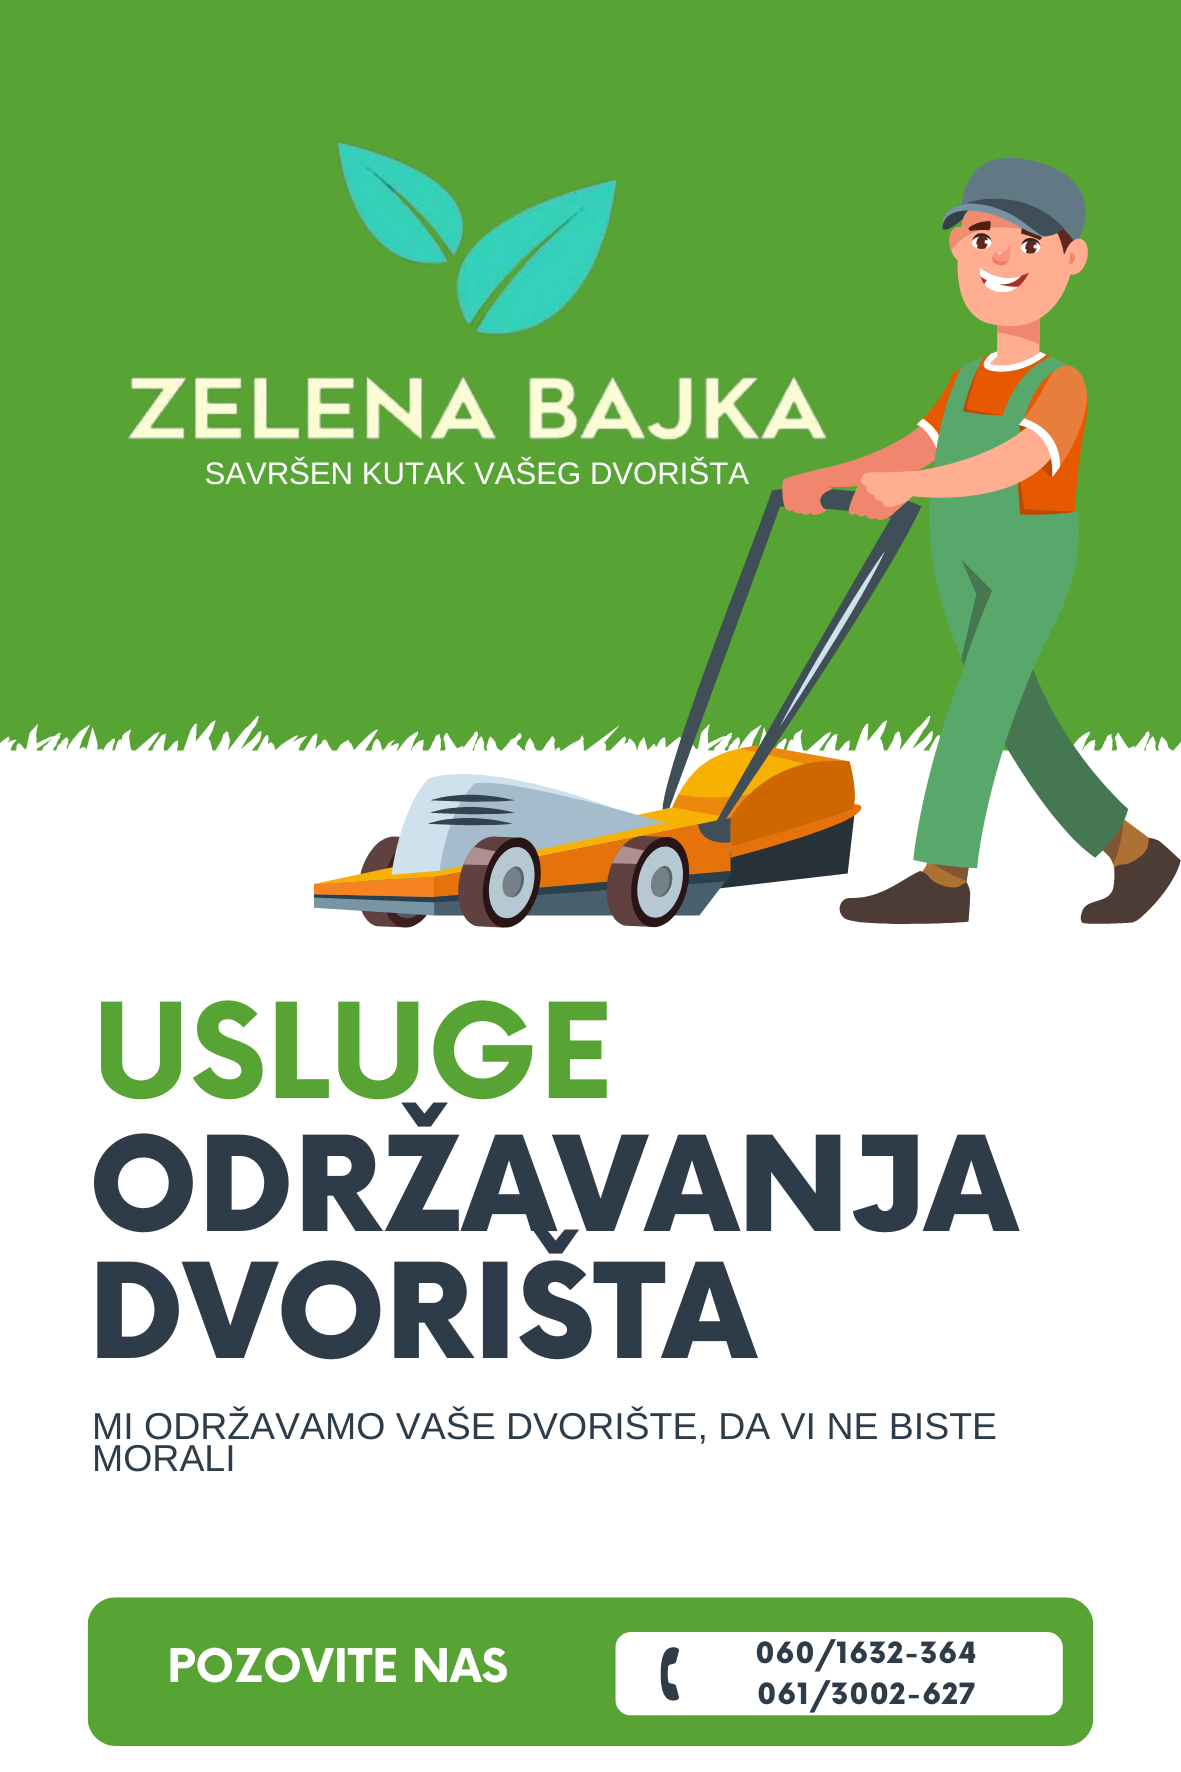 ZELENA BAJKA
SAVRŠEN KUTAK VAŠEG DVORIŠTA
USLUGE
ODRŽAVANJA
DVORIŠTA
MI ODRŽAVAMO VAŠE DVORIŠTE, DA VI NE BISTE
MORALI
POZOVITE NAS
060/1632-364
061/3002-627